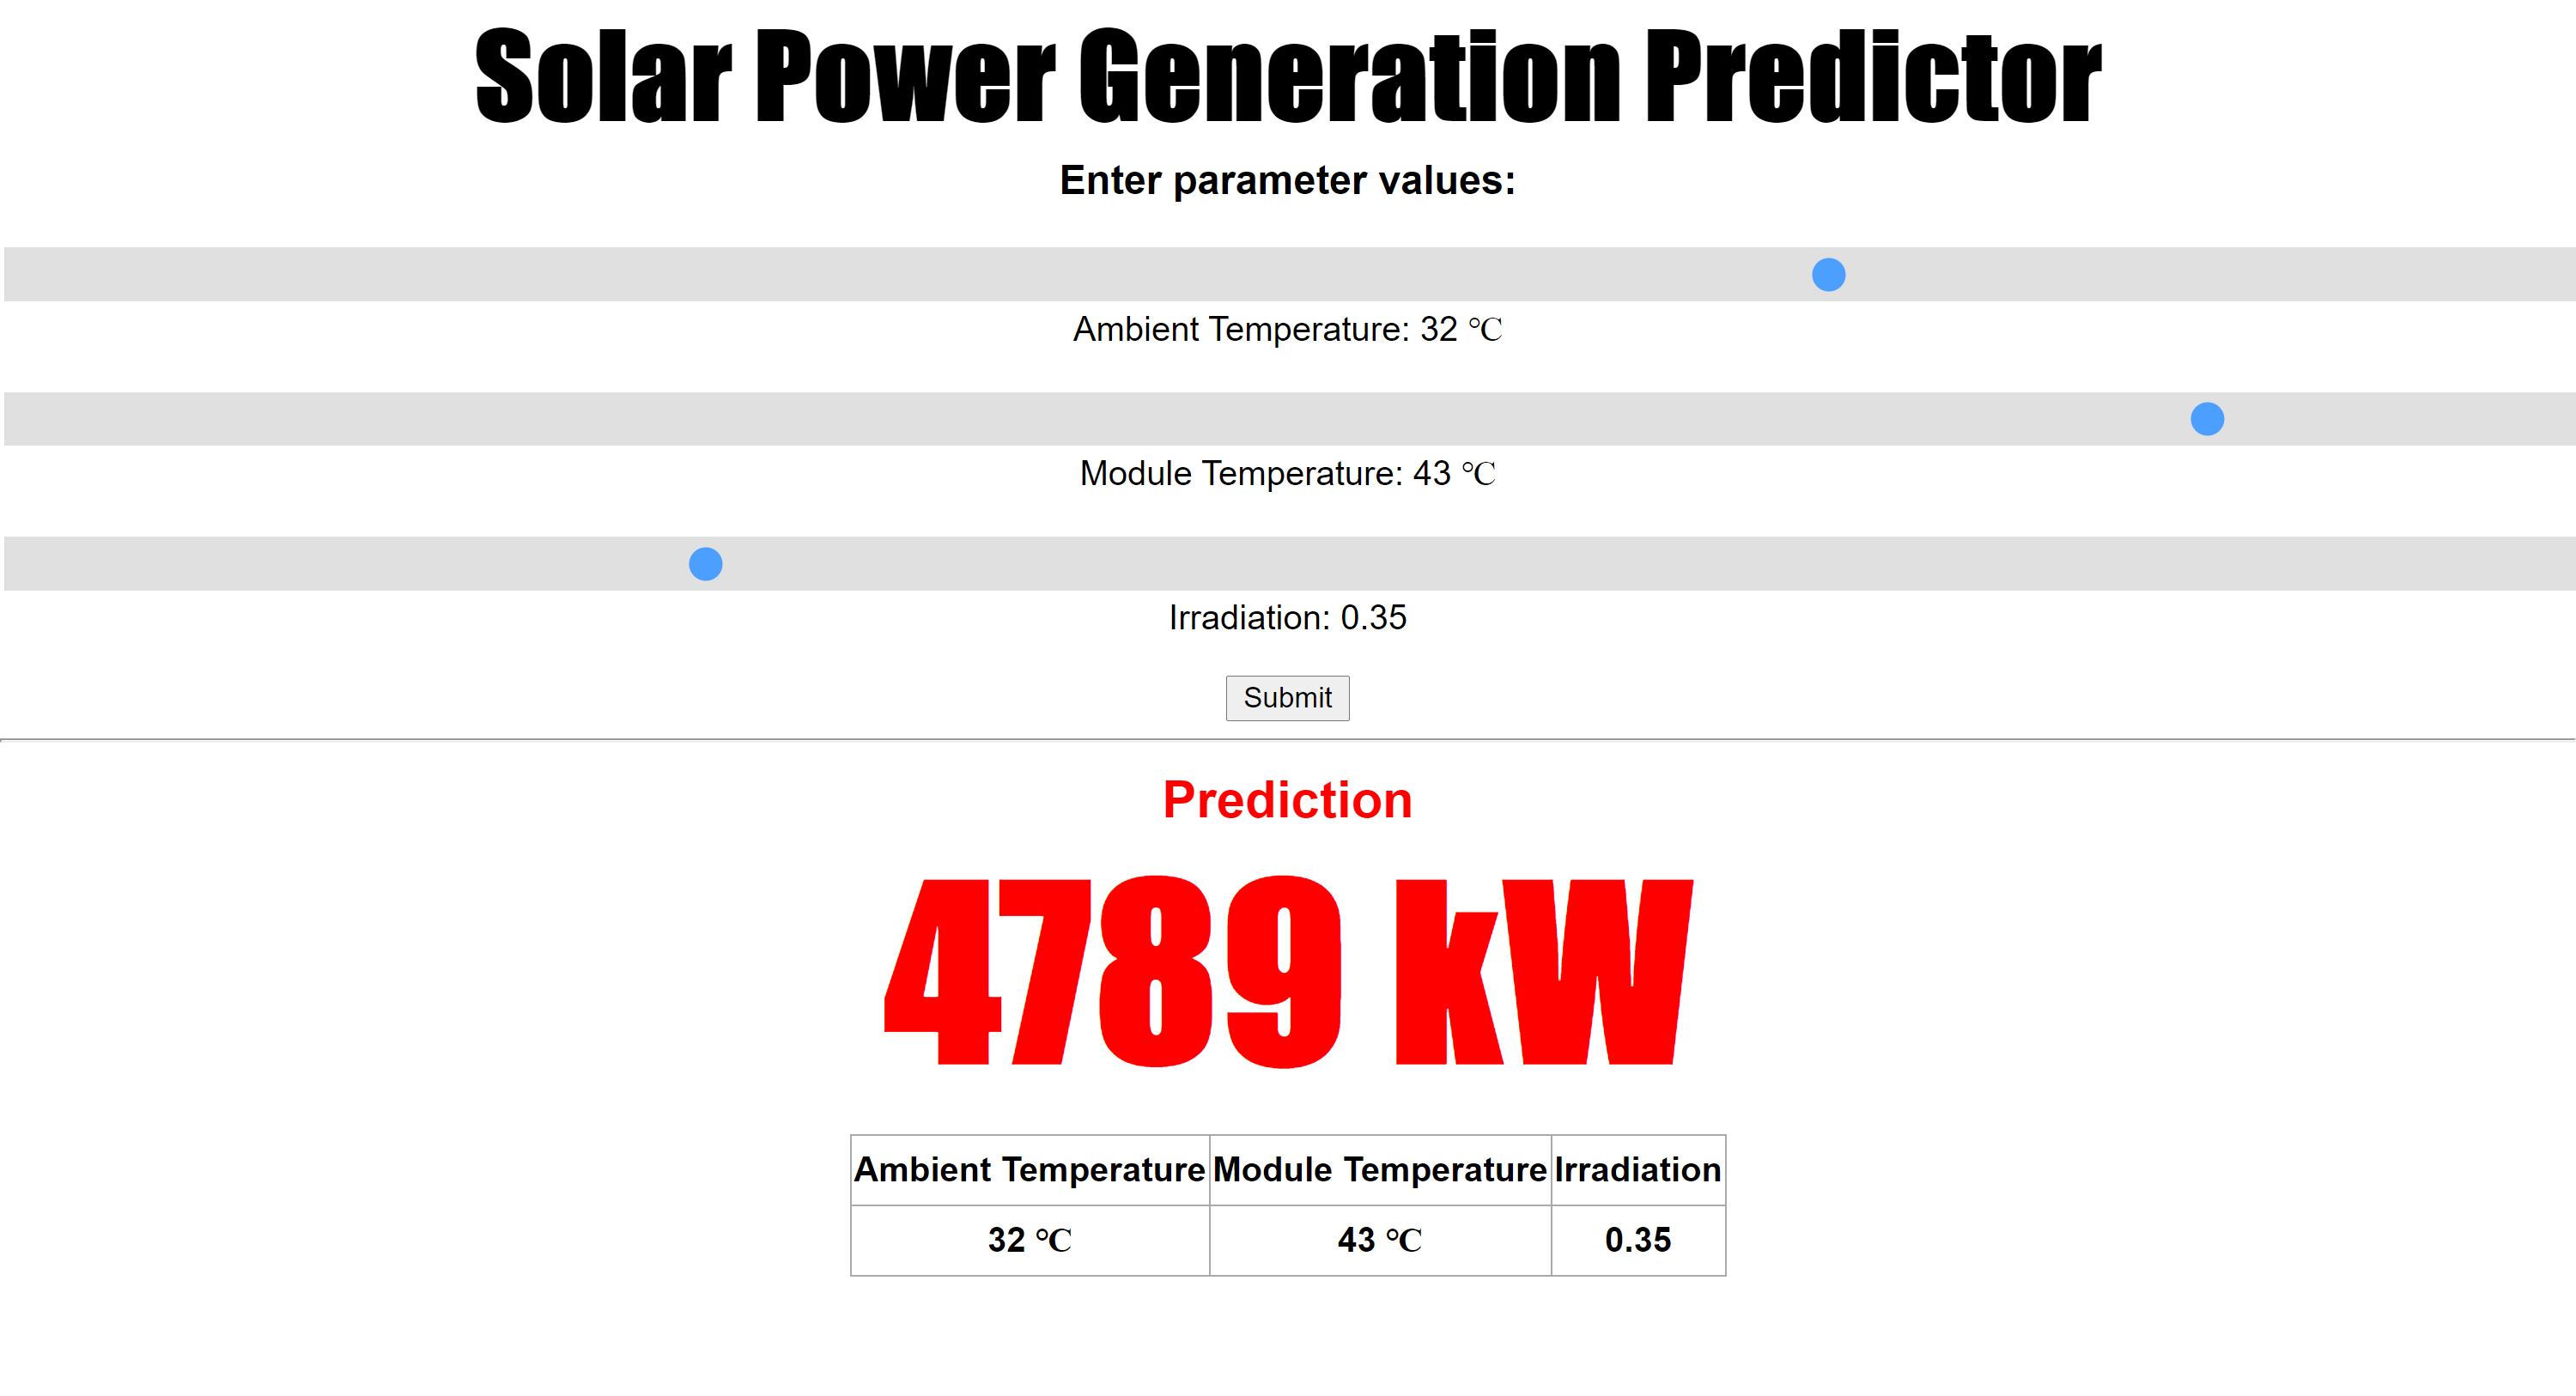 Solar Power Generation Predictor
Enter parameter values:
Ambient Temperature: 32 ℃
Module Temperature: 43 ℃
Irradiation: 0.35
Submit
Prediction
4789 kW
Ambient Temperature Module Temperature Irradiation
32 ℃ 43 ℃ 0.35